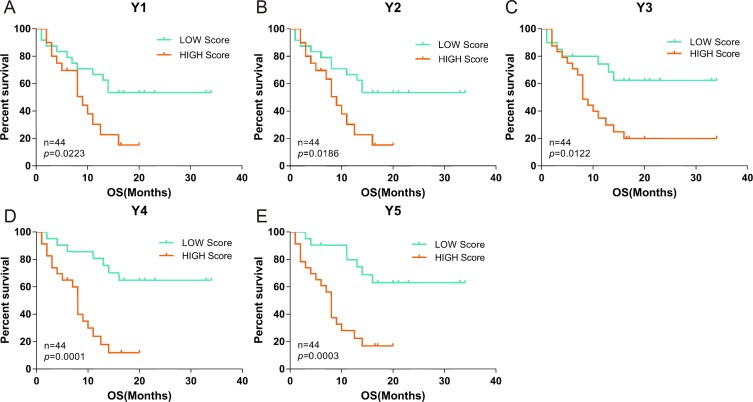 A
Y1
LOW Score
HIGH Score
Percent survival
100
80
60
40
20
0
n=44
p=0.0223
0 10 20 30 40
OS(Months)
B
Y2
LOW Score
HIGH Score
Percent survival
100
80
60
40
20
0
n=44
p=0.0186
0 10 20 30 40
OS(Months)
C
Y3
LOW Score
HIGH Score
Percent survival
100
80
60
40
20
0
n=44
p=0.0122
0 10 20 30 40
OS(Months)
D
Y4
LOW Score
HIGH Score
Percent survival
100
80
60
40
20
0
n=44
p=0.0001
0 10 20 30 40
OS(Months)
E
Y5
LOW Score
HIGH Score
Percent survival
100
80
60
40
20
0
n=44
p=0.0003
0 10 20 30 40
OS(Months)